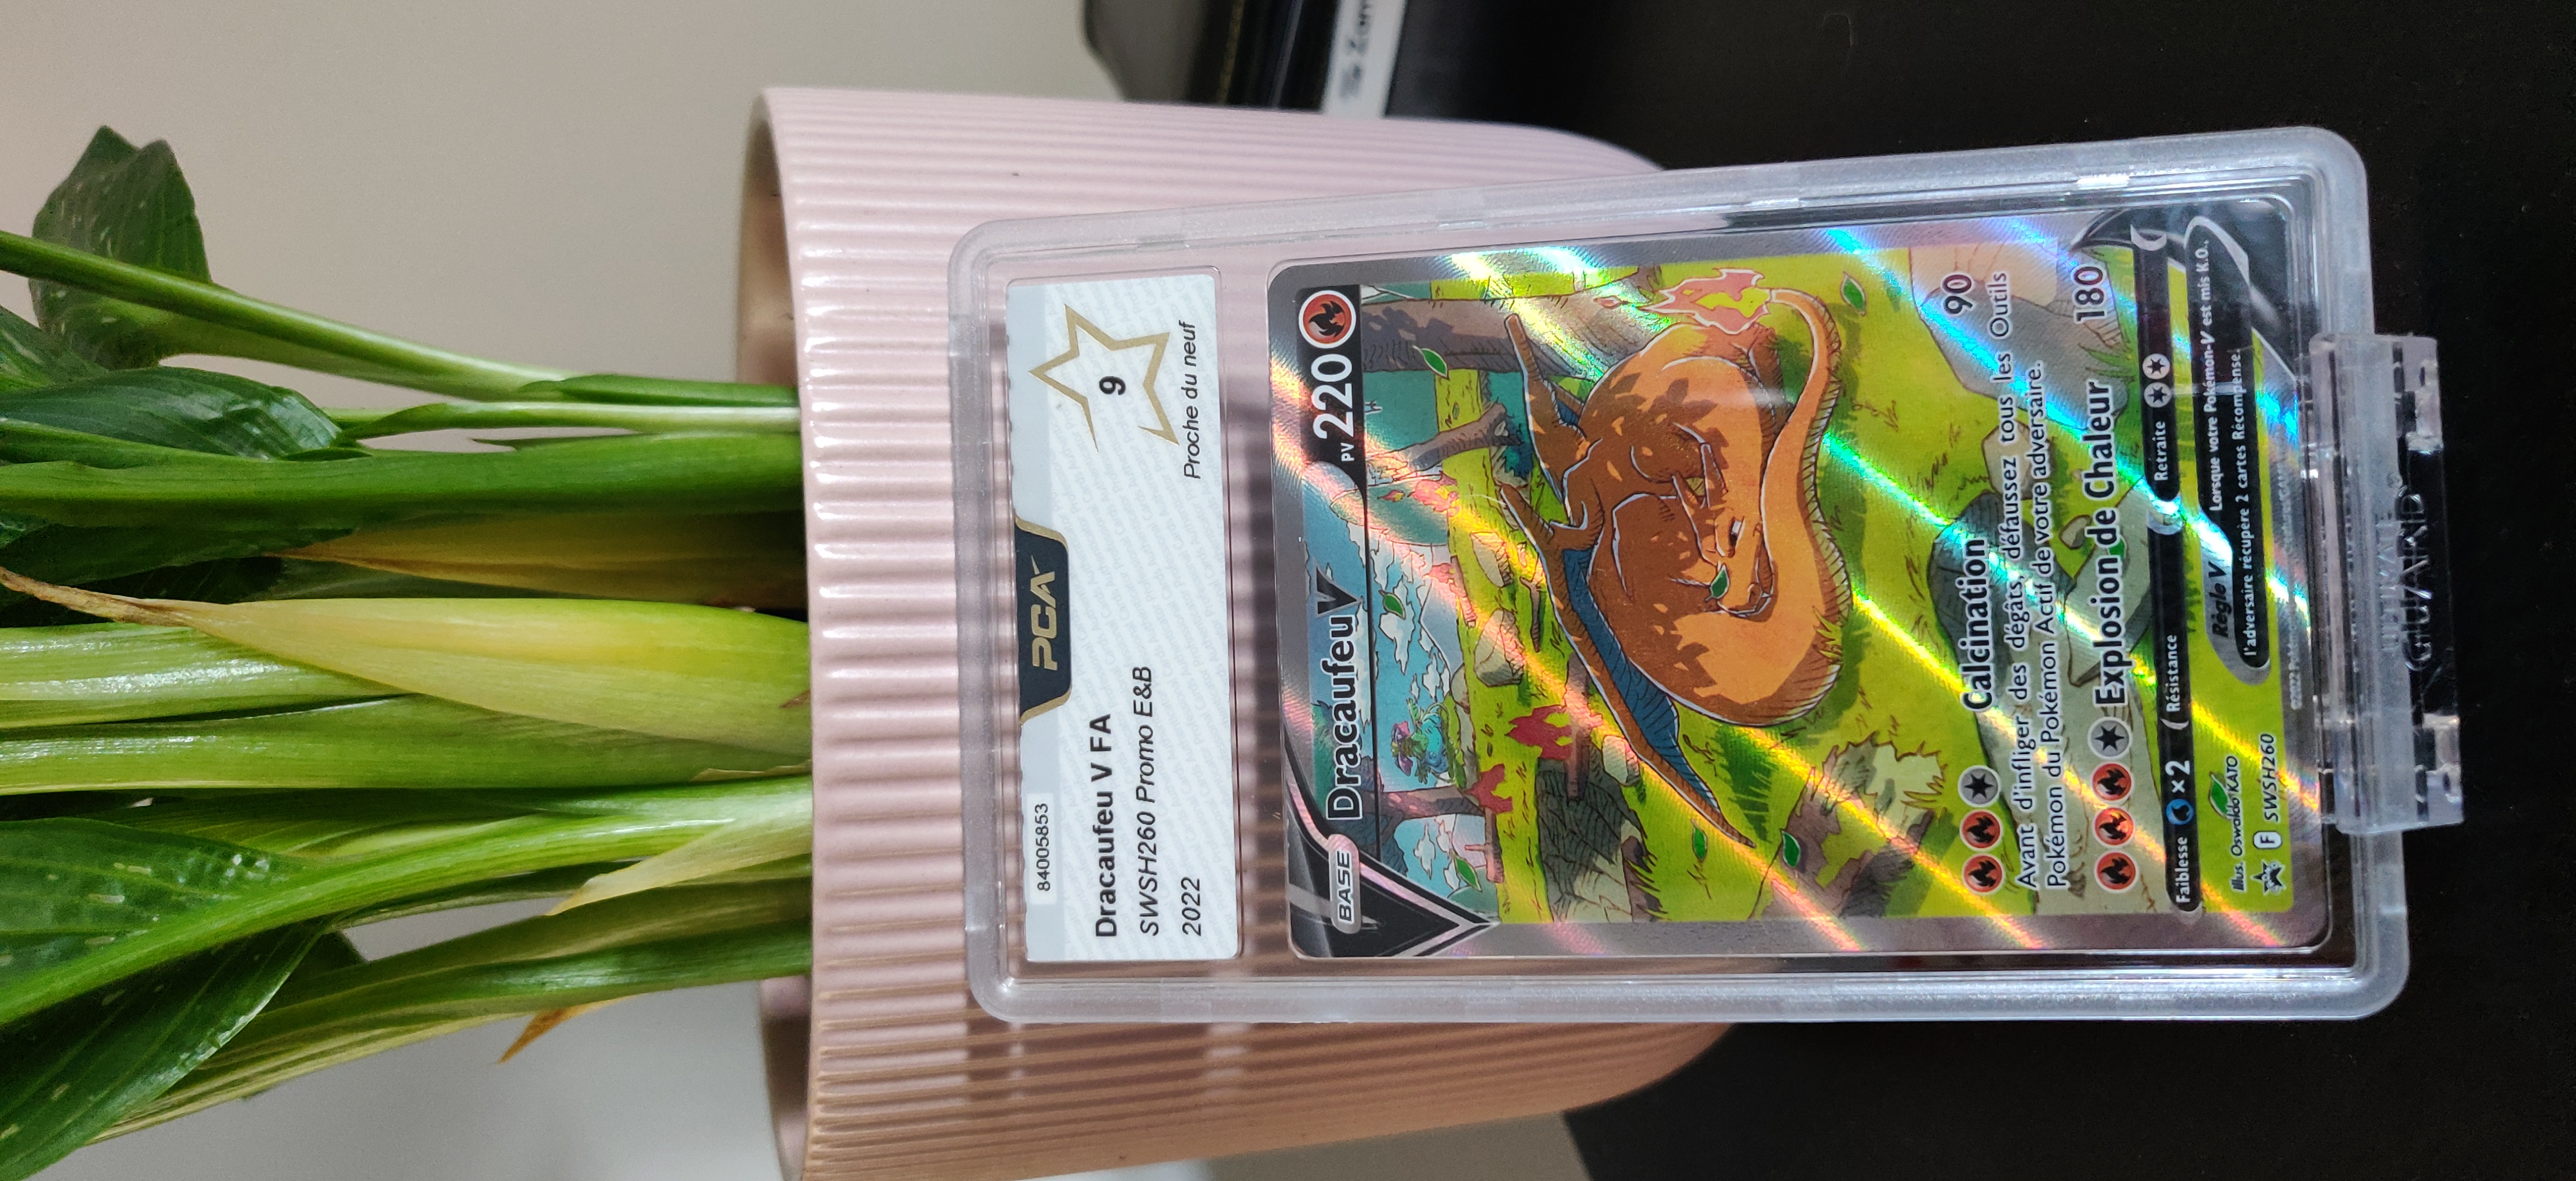 84005853
PCA
Dracaufeu V FA
SWSH260 Promo E&B
2022
9
Proche du neuf
BASE
Dracaufeu V
PV 220
Calcination 90
Avant d'infliger des dégâts, défaussez tous les Outils
Pokémon du Pokémon Actif de votre adversaire.
Explosion de Chaleur 180
Faiblesse ×2 Résistance Retraite
Règle V Lorsque votre Pokémon-V est mis K.O.,
l'adversaire récupère 2 cartes Récompense.
Illus. Oswaldo KATO
F SWSH260
©2022
ULTIMATE
GUARD